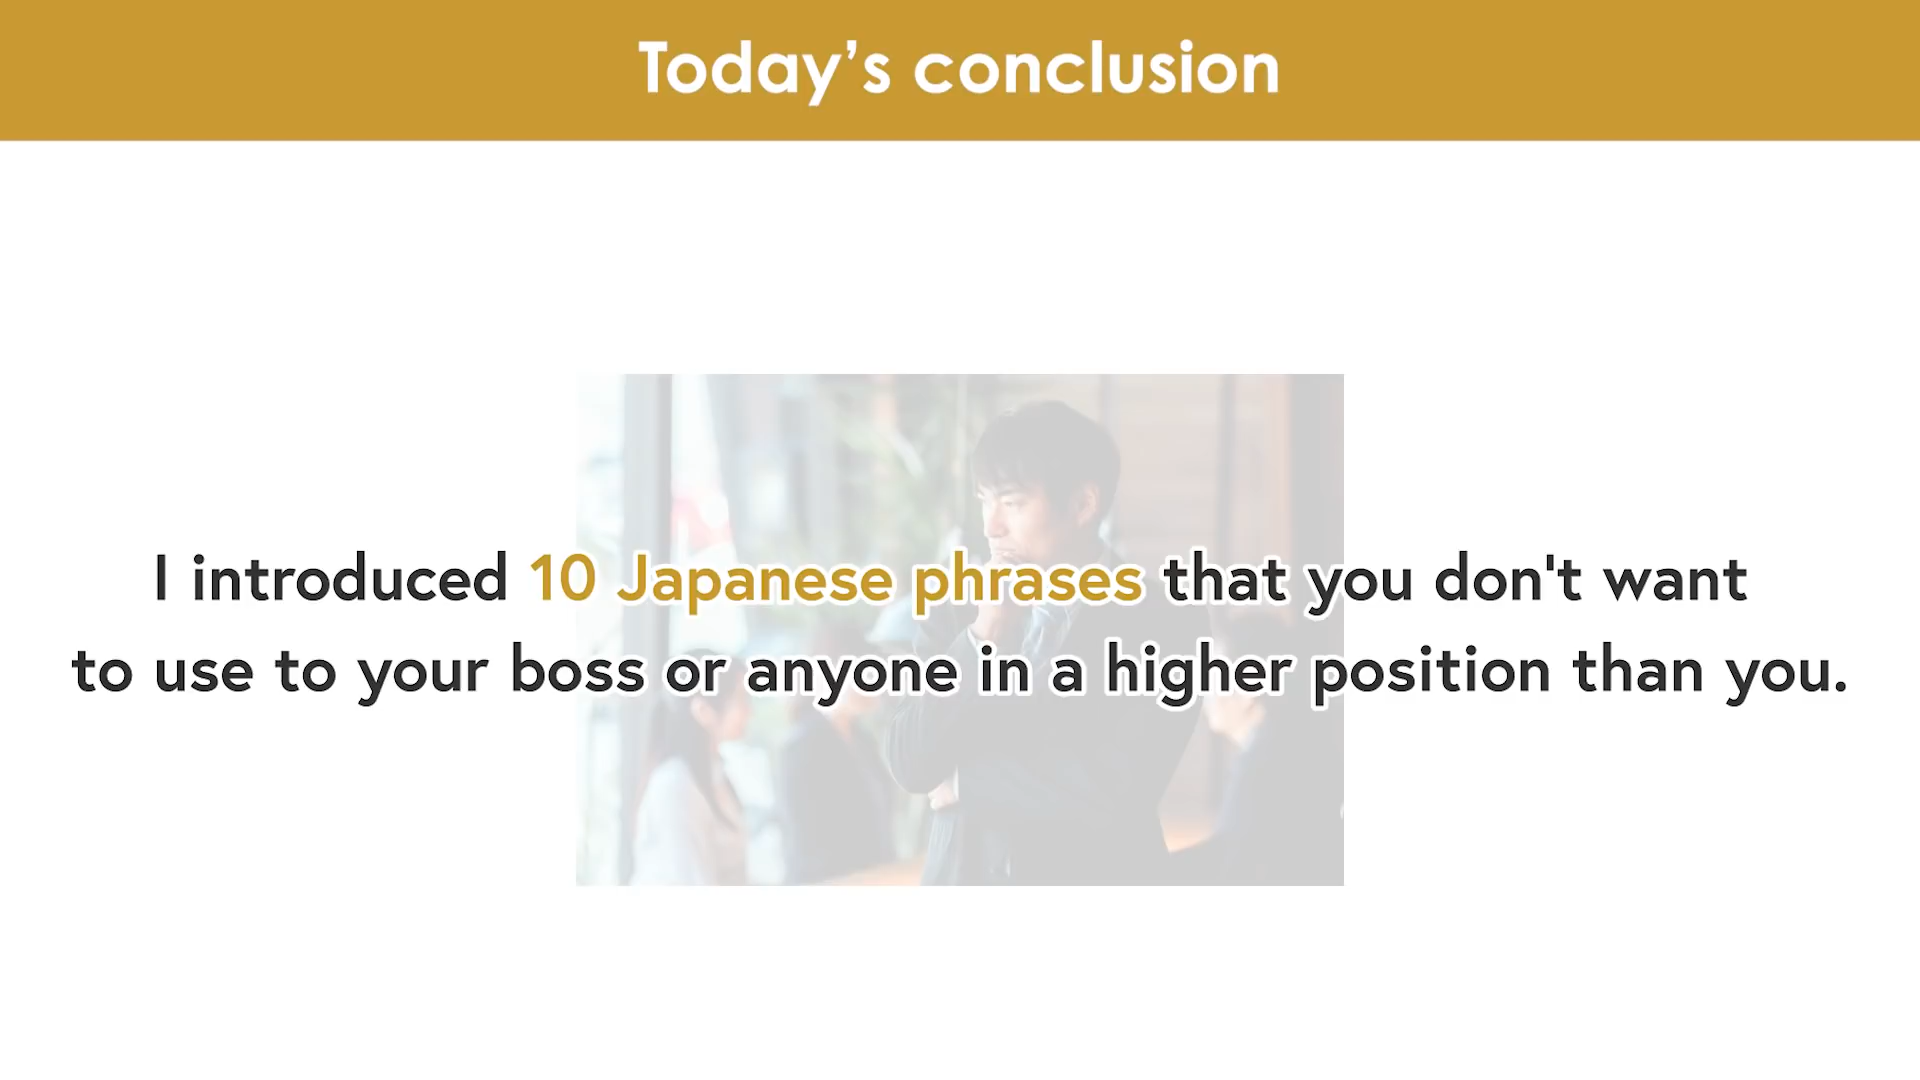 Today’s conclusion
I introduced 10 Japanese phrases that you don't want
to use to your boss or anyone in a higher position than you.